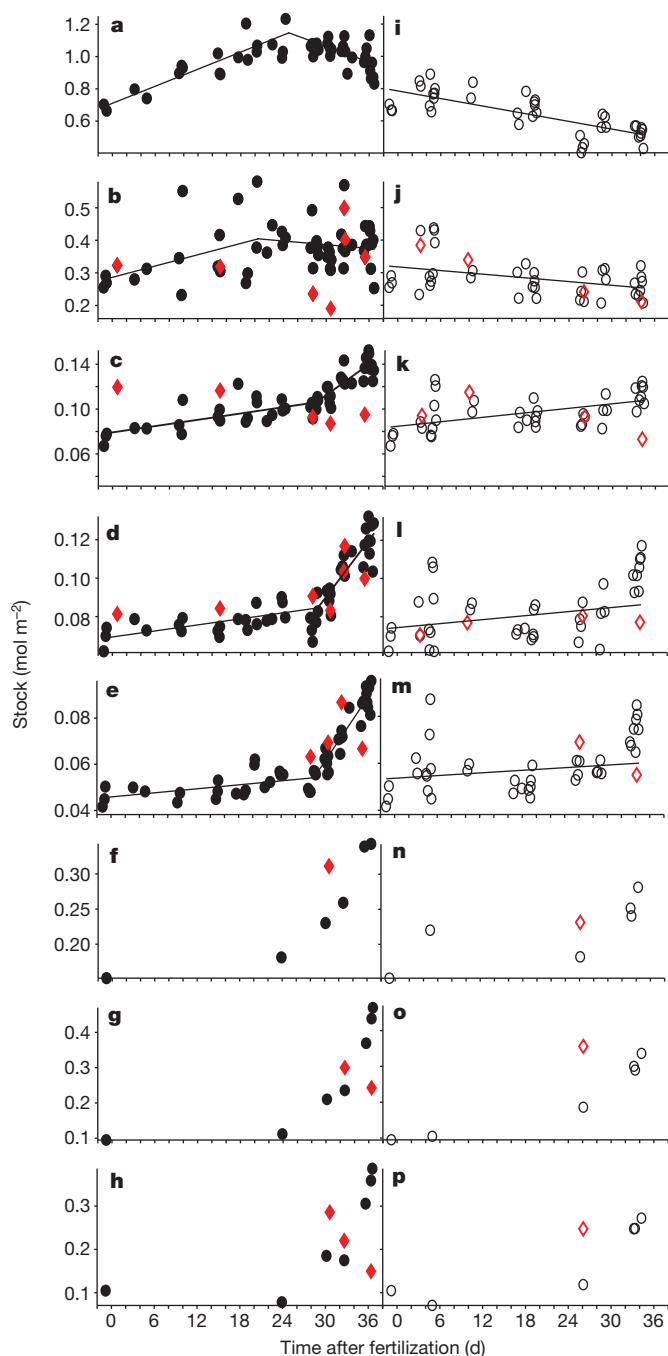 a
i
1.2
1.0
0.8
0.6
b
j
0.5
0.4
0.3
0.2
c
k
0.14
0.10
0.06
d
l
0.12
0.10
0.08
e
m
0.08
0.06
0.04
f
n
0.30
0.25
0.20
g
o
0.4
0.3
0.2
0.1
h
p
0.3
0.2
0.1
Stock (mol m⁻²)
0 6 12 18 24 30 36 0 6 12 18 24 30 36
Time after fertilization (d)